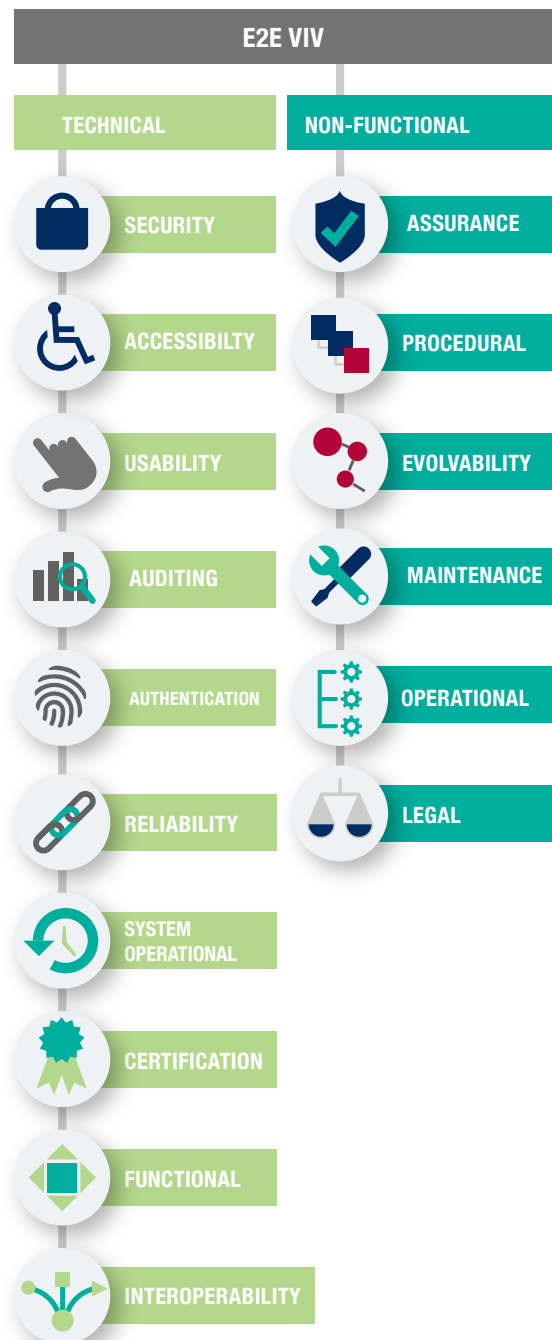 E2E VIV
TECHNICAL
SECURITY
ACCESSIBILTY
USABILITY
AUDITING
AUTHENTICATION
RELIABILITY
SYSTEM
OPERATIONAL
CERTIFICATION
FUNCTIONAL
INTEROPERABILITY
NON-FUNCTIONAL
ASSURANCE
PROCEDURAL
EVOLVABILITY
MAINTENANCE
OPERATIONAL
LEGAL